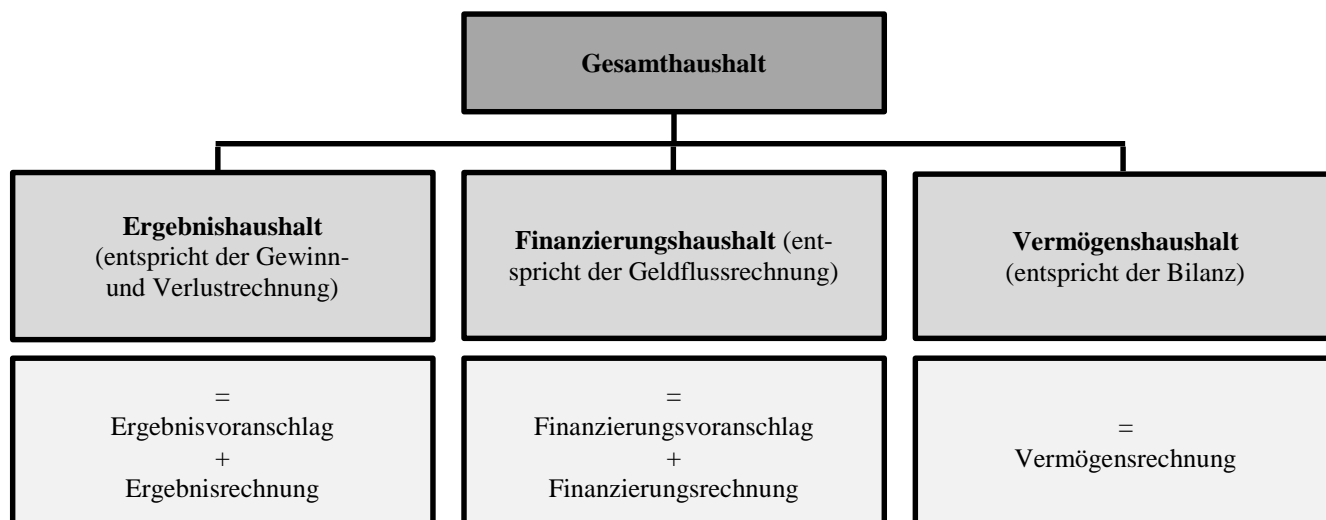 Gesamthaushalt
Ergebnishaushalt
(entspricht der Gewinn-
und Verlustrechnung)
Finanzierungshaushalt (ent-
spricht der Geldflussrechnung)
Vermögenshaushalt
(entspricht der Bilanz)
=
Ergebnisvoranschlag
+
Ergebnisrechnung
=
Finanzierungsvoranschlag
+
Finanzierungsrechnung
=
Vermögensrechnung